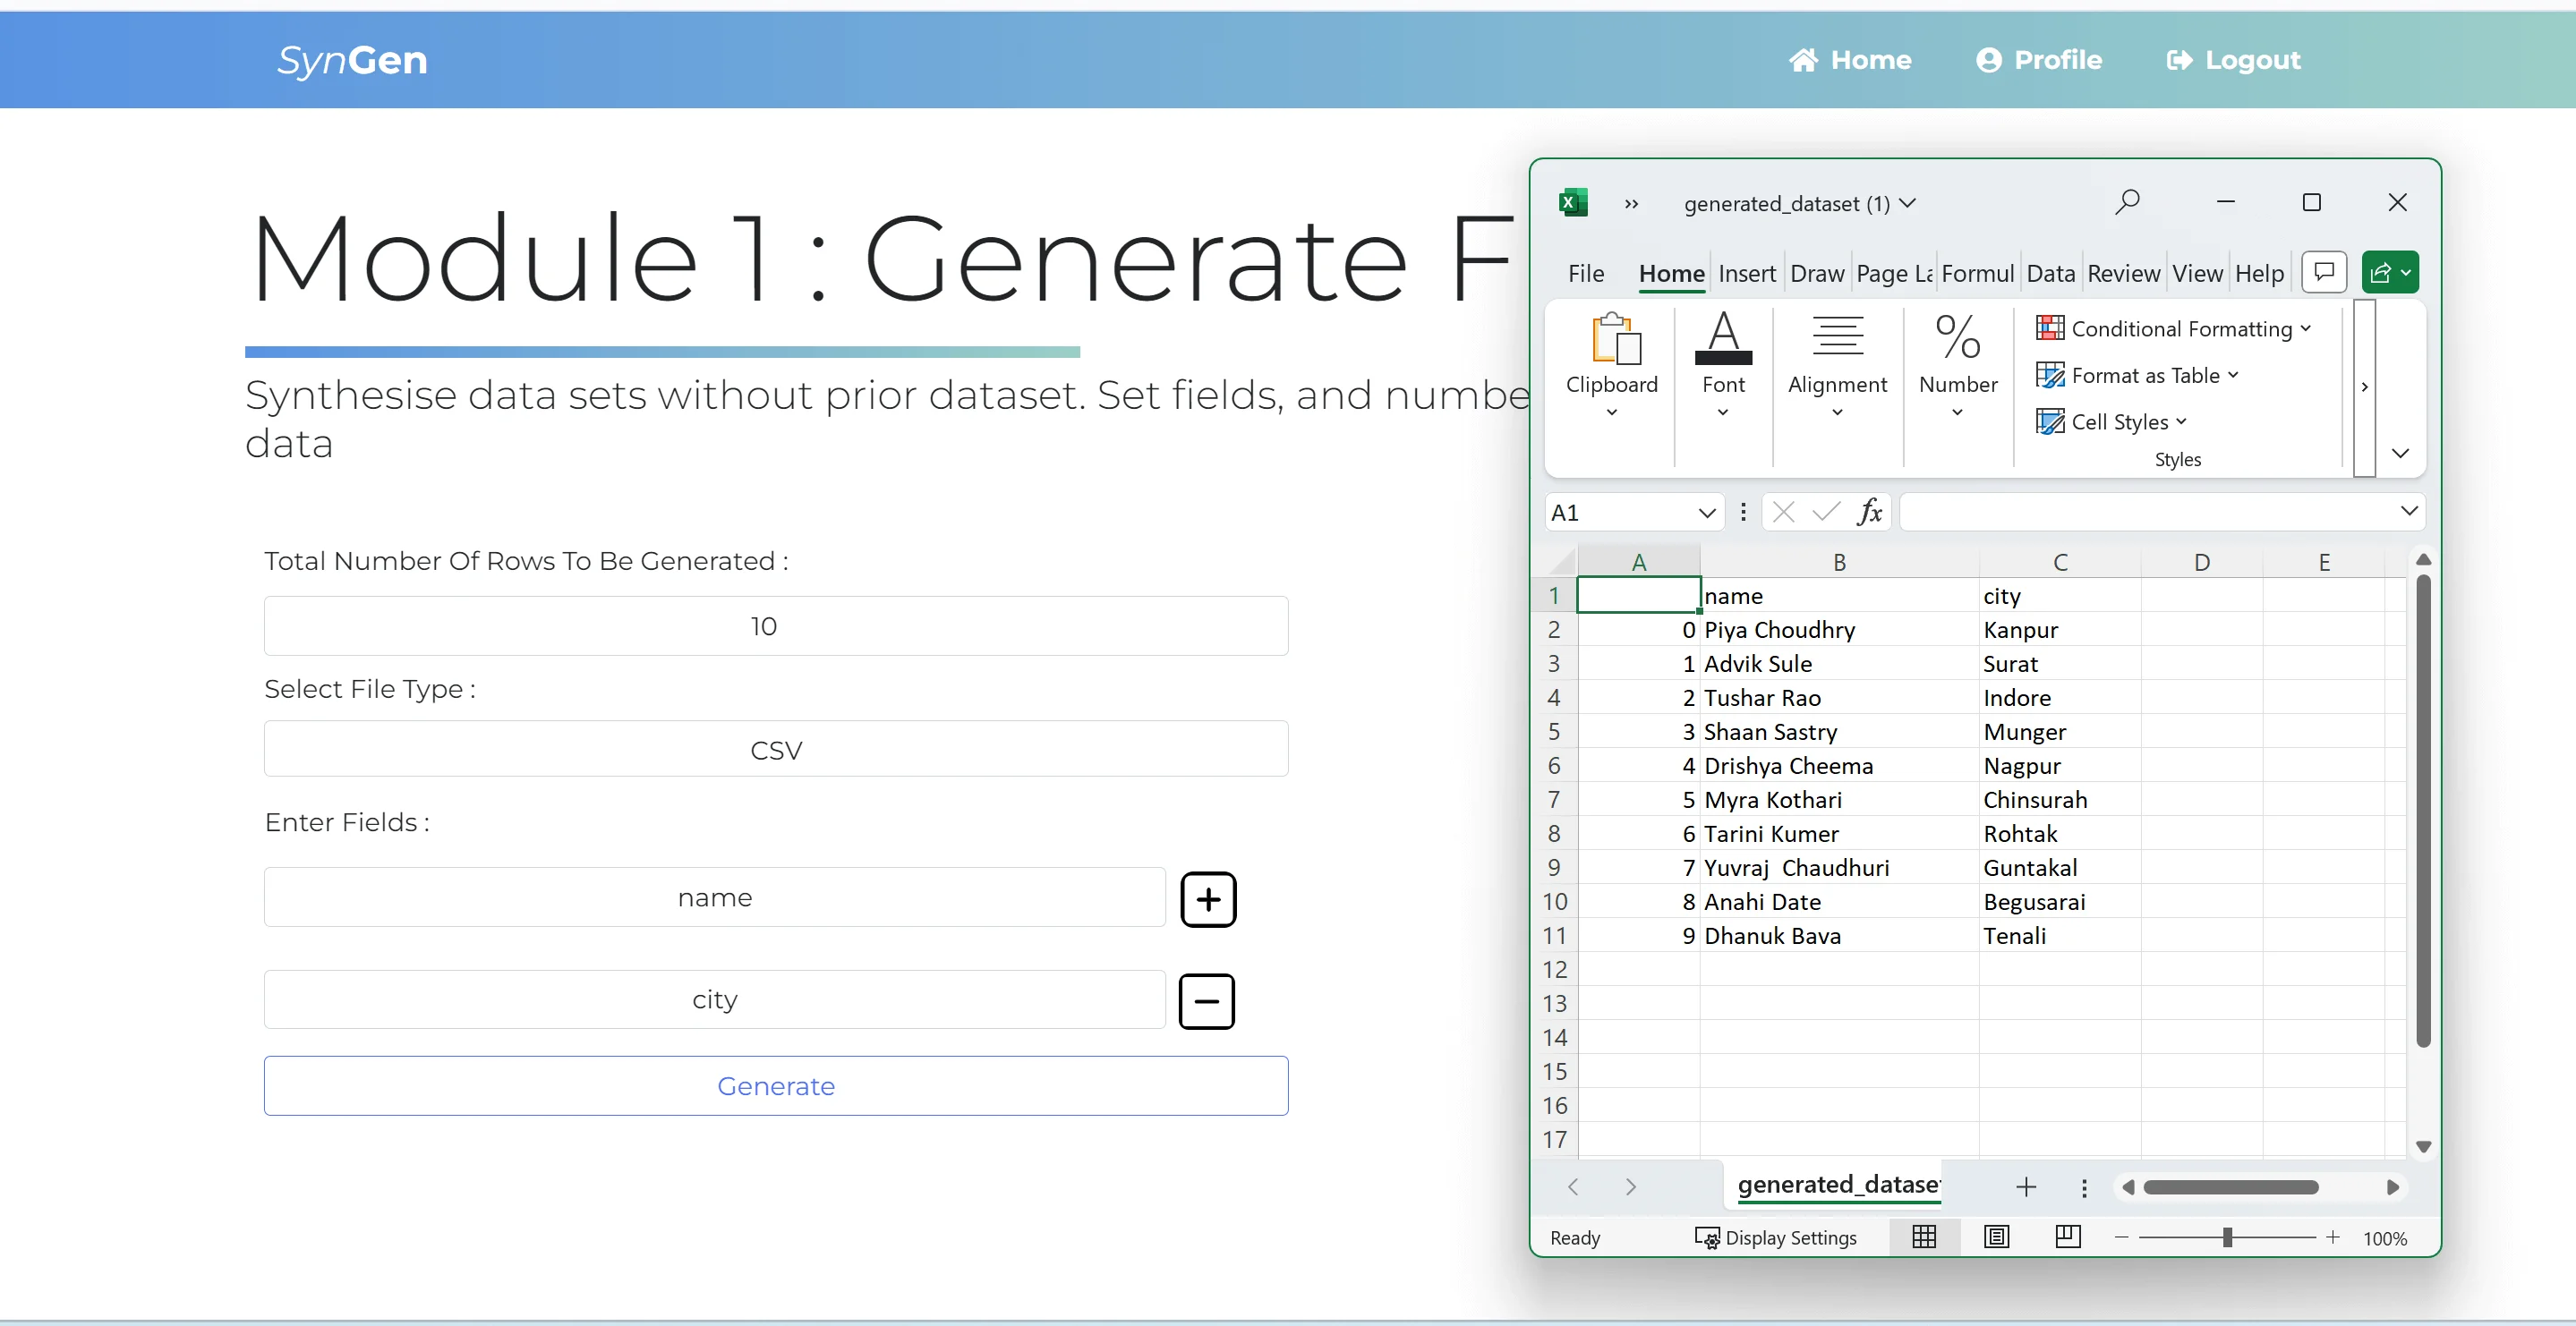 SynGen
Home Profile Logout
Module 1 : Generate F
Synthesise data sets without prior dataset. Set fields, and numbe
data
Total Number Of Rows To Be Generated :
10
Select File Type :
CSV
Enter Fields :
name
+
city
−
Generate
» generated_dataset (1)
File Home Insert Draw Page La Formul Data Review View Help
Clipboard Font Alignment Number
Conditional Formatting
Format as Table
Cell Styles
Styles
A1 fx
A B C D E
1 name city
2 0 Piya Choudhry Kanpur
3 1 Advik Sule Surat
4 2 Tushar Rao Indore
5 3 Shaan Sastry Munger
6 4 Drishya Cheema Nagpur
7 5 Myra Kothari Chinsurah
8 6 Tarini Kumer Rohtak
9 7 Yuvraj  Chaudhuri Guntakal
10 8 Anahi Date Begusarai
11 9 Dhanuk Bava Tenali
12
13
14
15
16
17
generated_datase
Ready Display Settings 100%